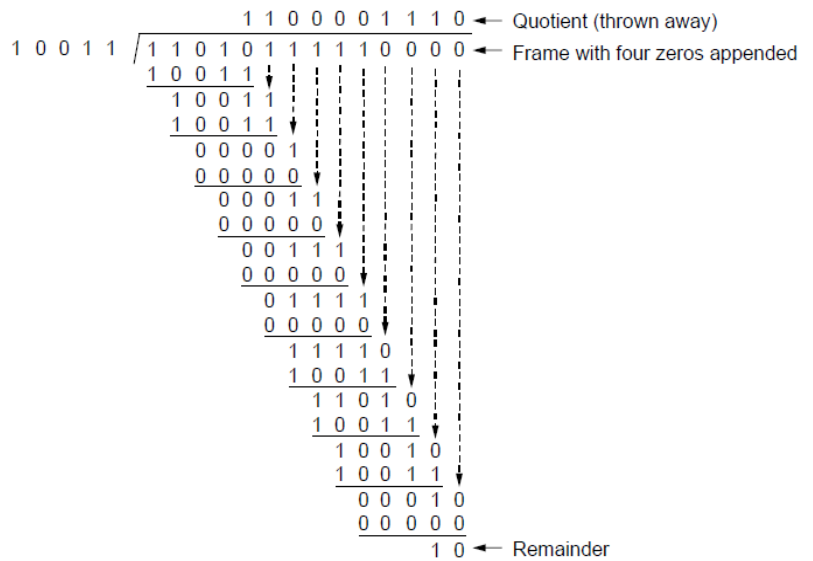 1 1 0 0 0 0 1 1 1 0 Quotient (thrown away)
1 0 0 1 1 1 1 0 1 0 1 1 1 1 1 0 0 0 0 Frame with four zeros appended
1 0 0 1 1
1 0 0 1 1
1 0 0 1 1
0 0 0 0 1
0 0 0 0 0
0 0 0 1 1
0 0 0 0 0
0 0 1 1 1
0 0 0 0 0
0 1 1 1 1
0 0 0 0 0
1 1 1 1 0
1 0 0 1 1
1 1 0 1 0
1 0 0 1 1
1 0 0 1 0
1 0 0 1 1
0 0 0 1 0
0 0 0 0 0
1 0 Remainder